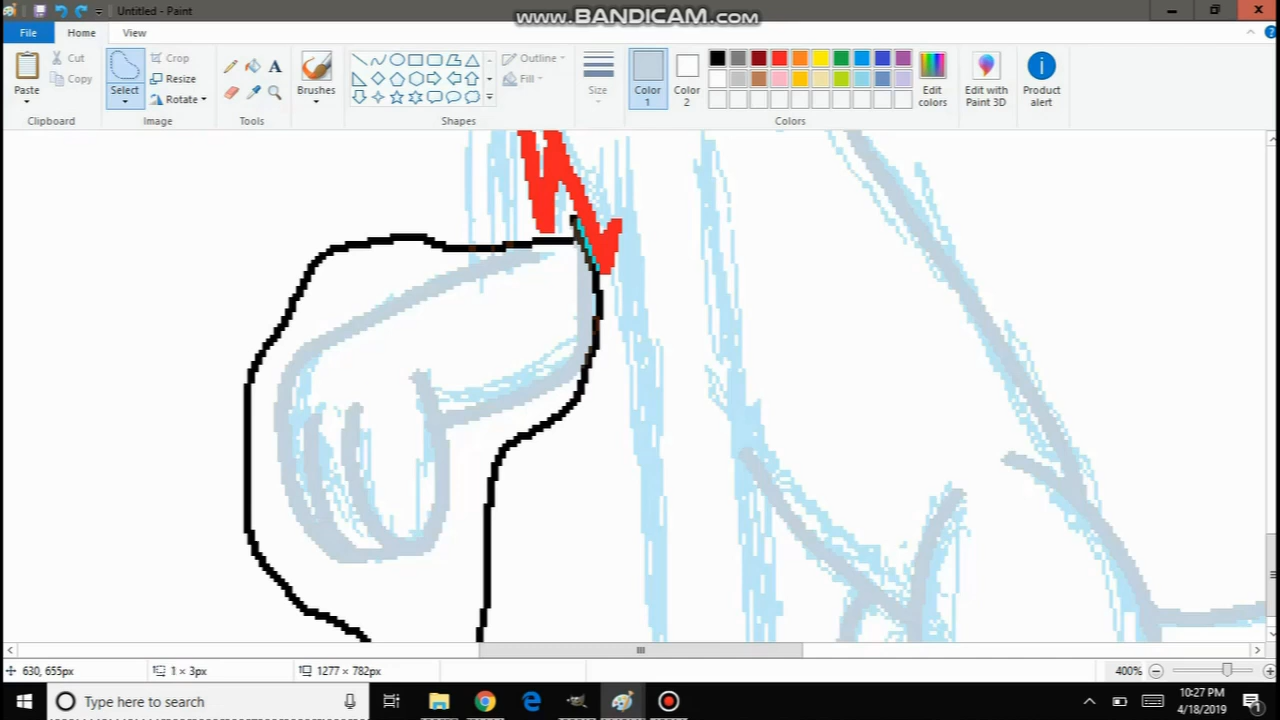 Untitled - Paint
www.BANDICAM.com
File
Home
View
Paste
Cut
Copy
Clipboard
Select
Crop
Resize
Rotate
Image
Tools
Brushes
Shapes
Outline
Fill
Size
Color 1
Color 2
Colors
Edit colors
Edit with Paint 3D
Product alert
630, 655px
1 × 3px
1277 × 782px
400%
Type here to search
10:27 PM
4/18/2019